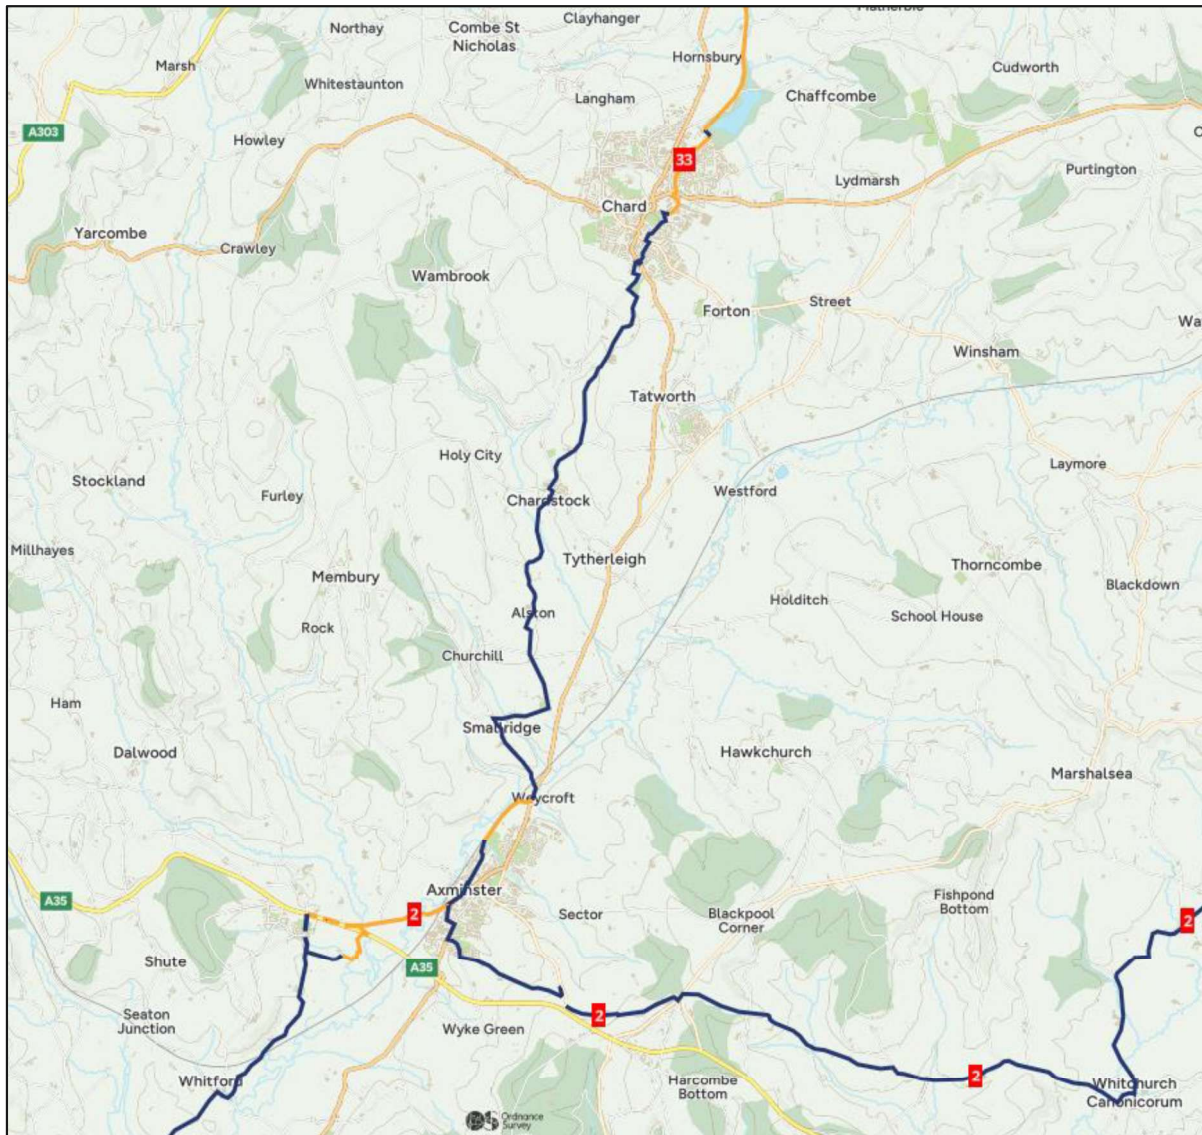 Clayhanger
Northay
Combe St
Nicholas
Hornsbury
Marsh
Cudworth
Whitestaunton
Langham
Chaffcombe
A303
Howley
33
Purtington
Lydmarsh
Chard
Yarcombe
Crawley
Wambrook
Street
Forton
Winsham
Tatworth
Holy City
Laymore
Stockland
Furley
Chardstock
Westford
Millhayes
Tytherleigh
Thorncombe
Membury
Blackdown
Holditch
Alston
School House
Rock
Churchill
Ham
Smallridge
Dalwood
Hawkchurch
Marshalsea
Weycroft
Axminster
A35
2
Sector
Blackpool
Corner
Fishpond
Bottom
2
Shute
A35
Seaton
Junction
2
Wyke Green
Whitford
2
Harcombe
Bottom
Whitchurch
Canonicorum
OS
Ordnance
Survey